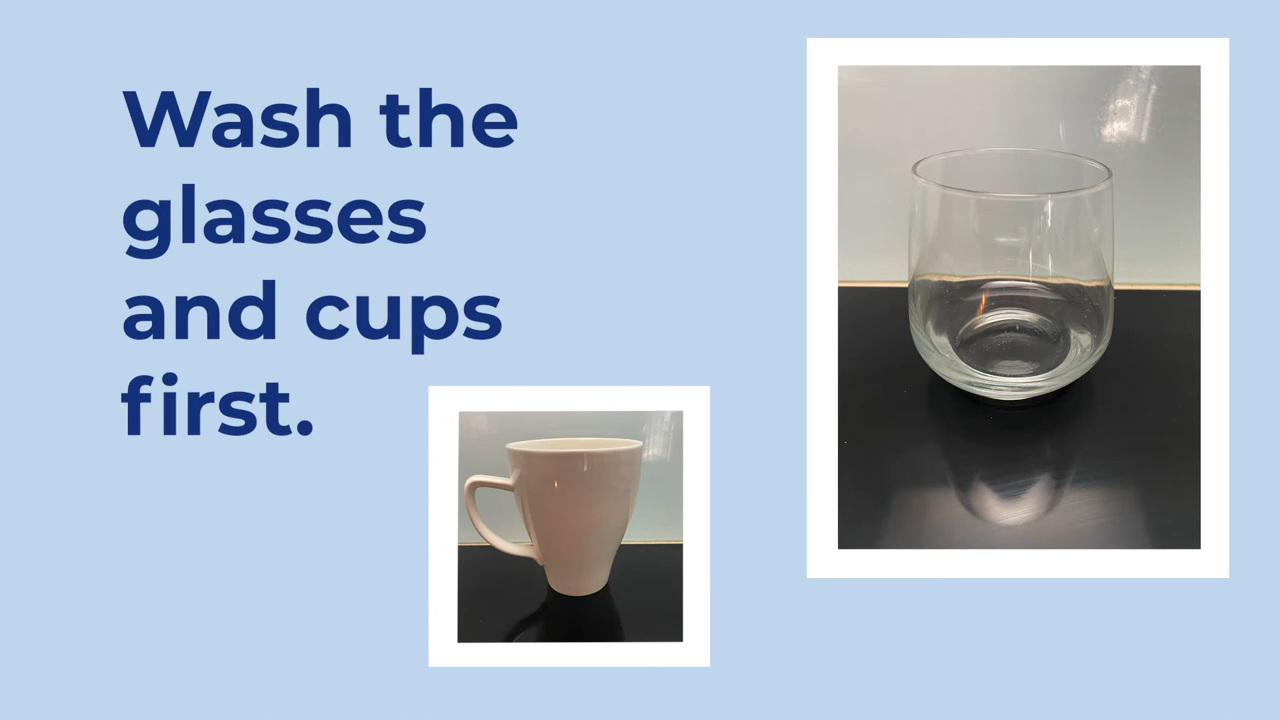 Wash the
glasses
and cups
first.